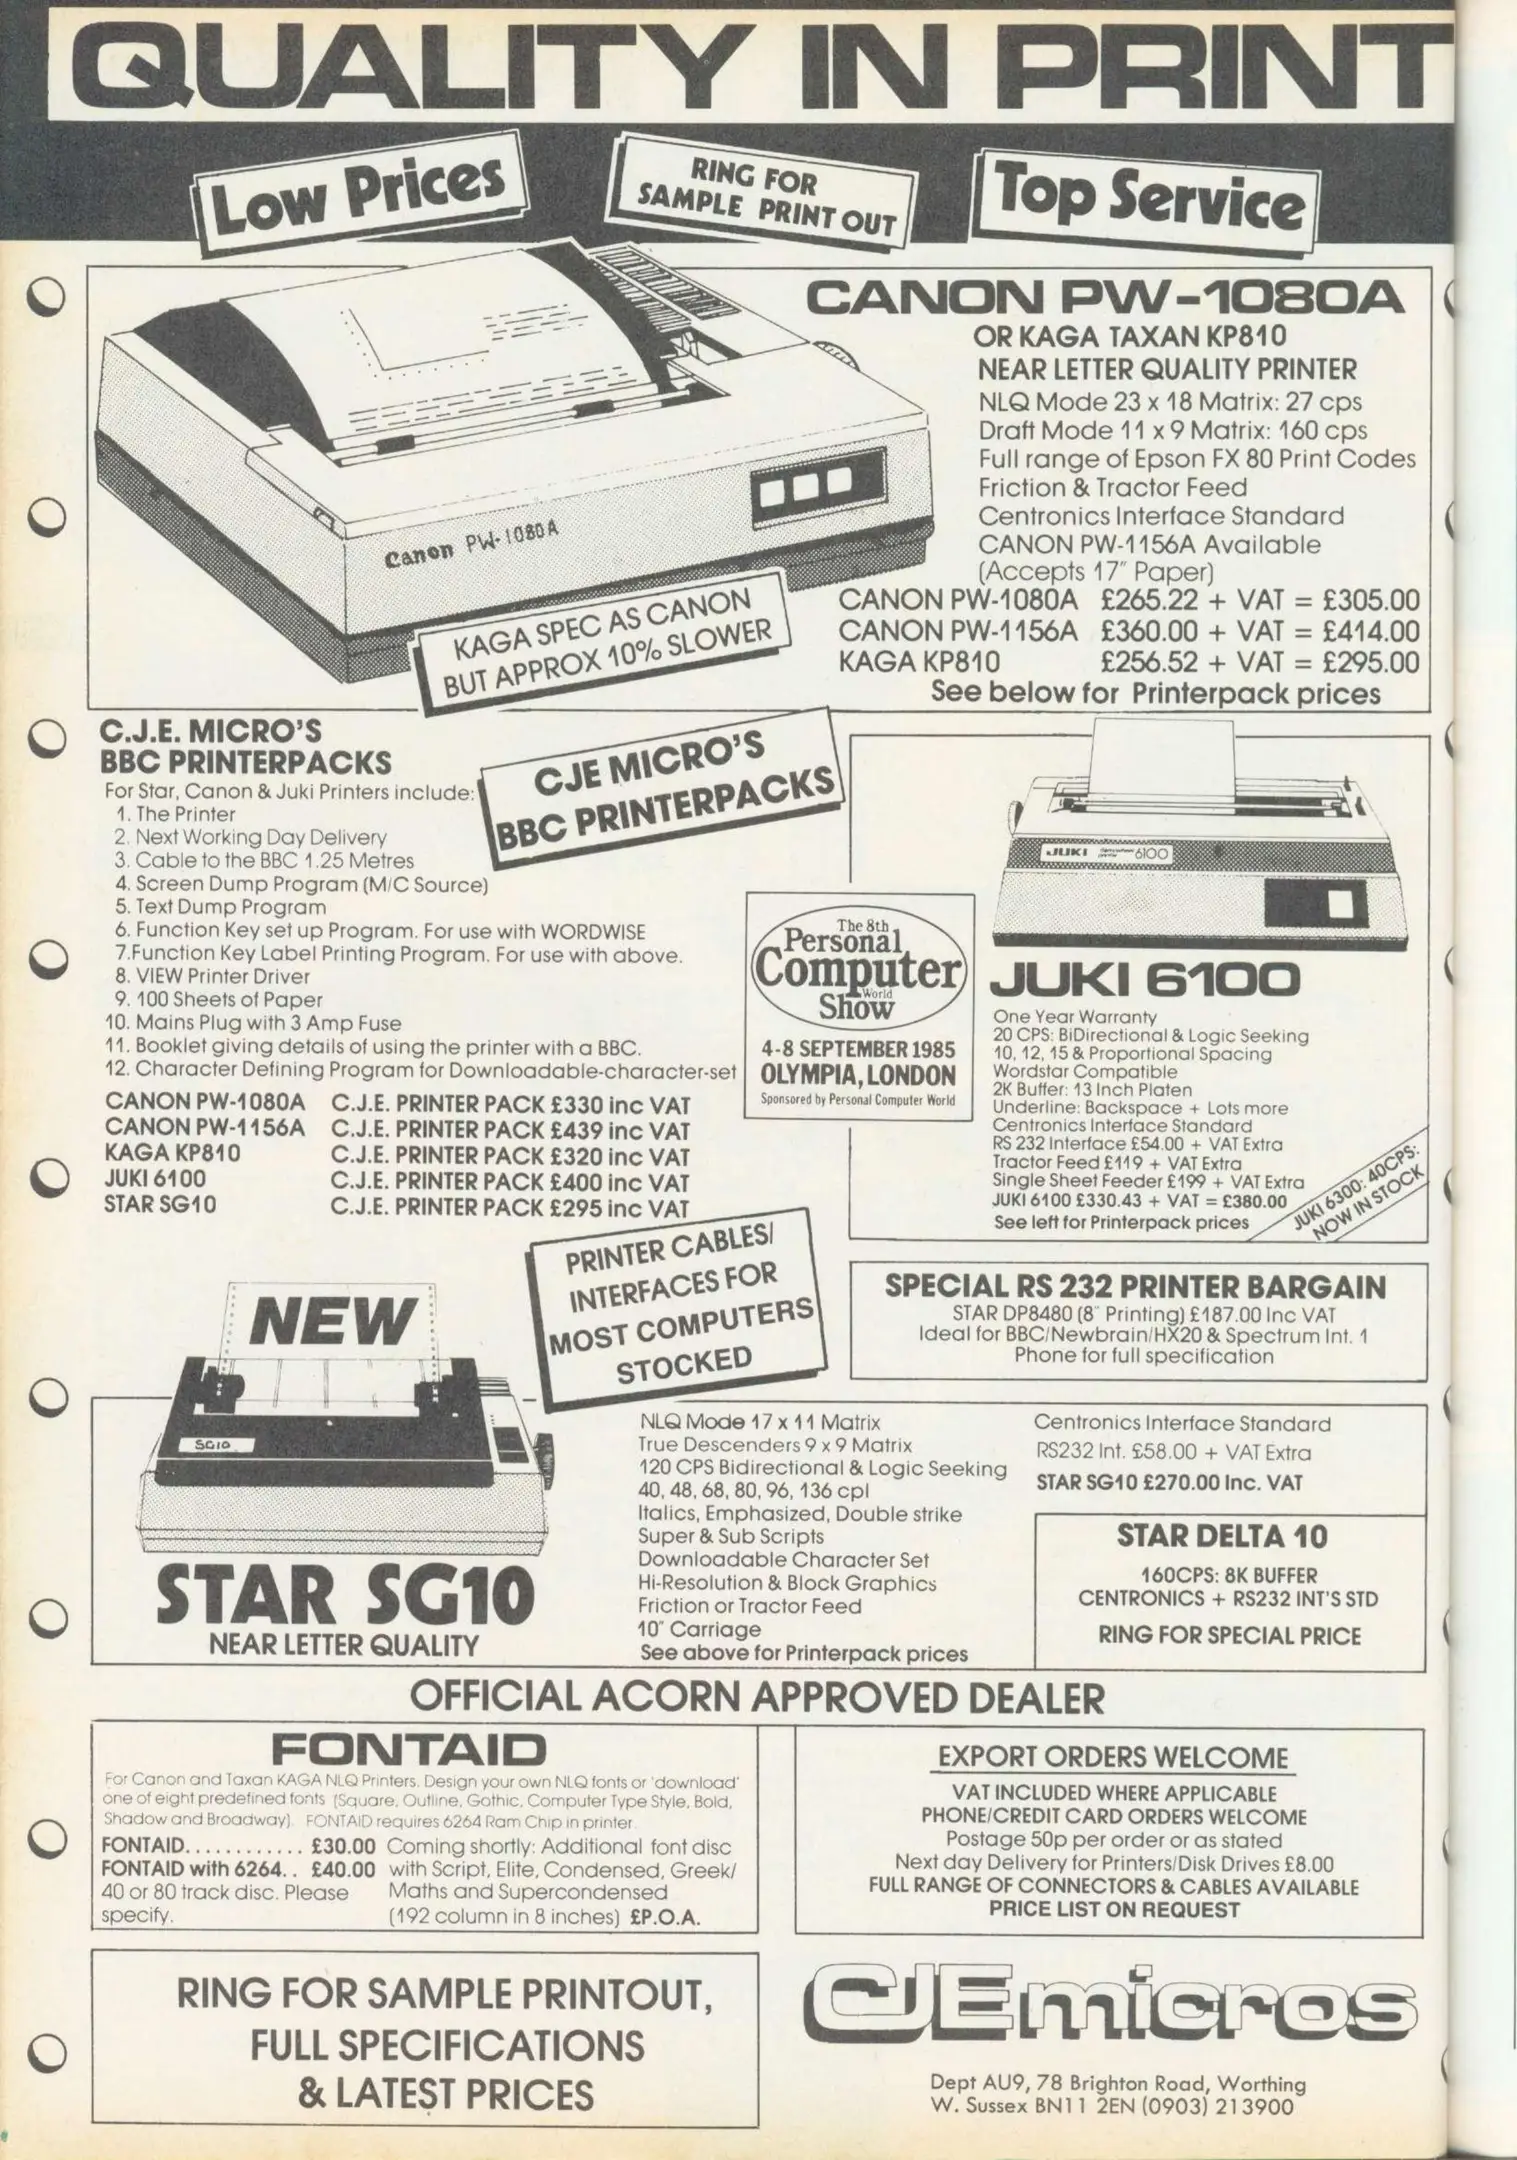 QUALITY IN PRINT
Low Prices
RING FOR
SAMPLE PRINT OUT
Top Service
CANON PW-1080A
OR KAGA TAXAN KP810
NEAR LETTER QUALITY PRINTER
NLQ Mode 23 x 18 Matrix: 27 cps
Draft Mode 11 x 9 Matrix: 160 cps
Full range of Epson FX 80 Print Codes
Friction & Tractor Feed
Centronics Interface Standard
CANON PW-1156A Available
(Accepts 17" Paper)
CANON PW-1080A £265.22 + VAT = £305.00
CANON PW-1156A £360.00 + VAT = £414.00
KAGA KP810 £256.52 + VAT = £295.00
See below for Printerpack prices
Canon PW-1080A
KAGA SPEC AS CANON
BUT APPROX 10% SLOWER
C.J.E. MICRO'S
BBC PRINTERPACKS
For Star, Canon & Juki Printers include:
1. The Printer
2. Next Working Day Delivery
3. Cable to the BBC 1.25 Metres
4. Screen Dump Program (M/C Source)
5. Text Dump Program
6. Function Key set up Program. For use with WORDWISE
7.Function Key Label Printing Program. For use with above.
8. VIEW Printer Driver
9. 100 Sheets of Paper
10. Mains Plug with 3 Amp Fuse
11. Booklet giving details of using the printer with a BBC.
12. Character Defining Program for Downloadable-character-set
CANON PW-1080A C.J.E. PRINTER PACK £330 inc VAT
CANON PW-1156A C.J.E. PRINTER PACK £439 inc VAT
KAGA KP810 C.J.E. PRINTER PACK £320 inc VAT
JUKI 6100 C.J.E. PRINTER PACK £400 inc VAT
STAR SG10 C.J.E. PRINTER PACK £295 inc VAT
CJE MICRO'S
BBC PRINTERPACKS
The 8th
Personal
Computer
World
Show
4-8 SEPTEMBER 1985
OLYMPIA, LONDON
Sponsored by Personal Computer World
JUKI 6100
JUKI 6100
One Year Warranty
20 CPS: BiDirectional & Logic Seeking
10, 12, 15 & Proportional Spacing
Wordstar Compatible
2K Buffer: 13 Inch Platen
Underline: Backspace + Lots more
Centronics Interface Standard
RS 232 Interface £54.00 + VAT Extra
Tractor Feed £119 + VAT Extra
Single Sheet Feeder £199 + VAT Extra
JUKI 6100 £330.43 + VAT = £380.00
See left for Printerpack prices
JUKI 6300: 40CPS:
NOW IN STOCK
PRINTER CABLES/
INTERFACES FOR
MOST COMPUTERS
STOCKED
SPECIAL RS 232 PRINTER BARGAIN
STAR DP8480 (8" Printing) £187.00 Inc VAT
Ideal for BBC/Newbrain/HX20 & Spectrum Int. 1
Phone for full specification
NEW
SG10
STAR SG10
NEAR LETTER QUALITY
NLQ Mode 17 x 11 Matrix
True Descenders 9 x 9 Matrix
120 CPS Bidirectional & Logic Seeking
40, 48, 68, 80, 96, 136 cpl
Italics, Emphasized, Double strike
Super & Sub Scripts
Downloadable Character Set
Hi-Resolution & Block Graphics
Friction or Tractor Feed
10" Carriage
See above for Printerpack prices
Centronics Interface Standard
RS232 Int. £58.00 + VAT Extra
STAR SG10 £270.00 Inc. VAT
STAR DELTA 10
160CPS: 8K BUFFER
CENTRONICS + RS232 INT'S STD
RING FOR SPECIAL PRICE
OFFICIAL ACORN APPROVED DEALER
FONTAID
For Canon and Taxan KAGA NLQ Printers. Design your own NLQ fonts or 'download'
one of eight predefined fonts (Square, Outline, Gothic, Computer Type Style, Bold,
Shadow and Broadway). FONTAID requires 6264 Ram Chip in printer.
FONTAID............ £30.00
FONTAID with 6264.. £40.00
40 or 80 track disc. Please
specify.
Coming shortly: Additional font disc
with Script, Elite, Condensed, Greek/
Maths and Supercondensed
(192 column in 8 inches) £P.O.A.
EXPORT ORDERS WELCOME
VAT INCLUDED WHERE APPLICABLE
PHONE/CREDIT CARD ORDERS WELCOME
Postage 50p per order or as stated
Next day Delivery for Printers/Disk Drives £8.00
FULL RANGE OF CONNECTORS & CABLES AVAILABLE
PRICE LIST ON REQUEST
RING FOR SAMPLE PRINTOUT,
FULL SPECIFICATIONS
& LATEST PRICES
CJE micros
Dept AU9, 78 Brighton Road, Worthing
W. Sussex BN11 2EN (0903) 213900